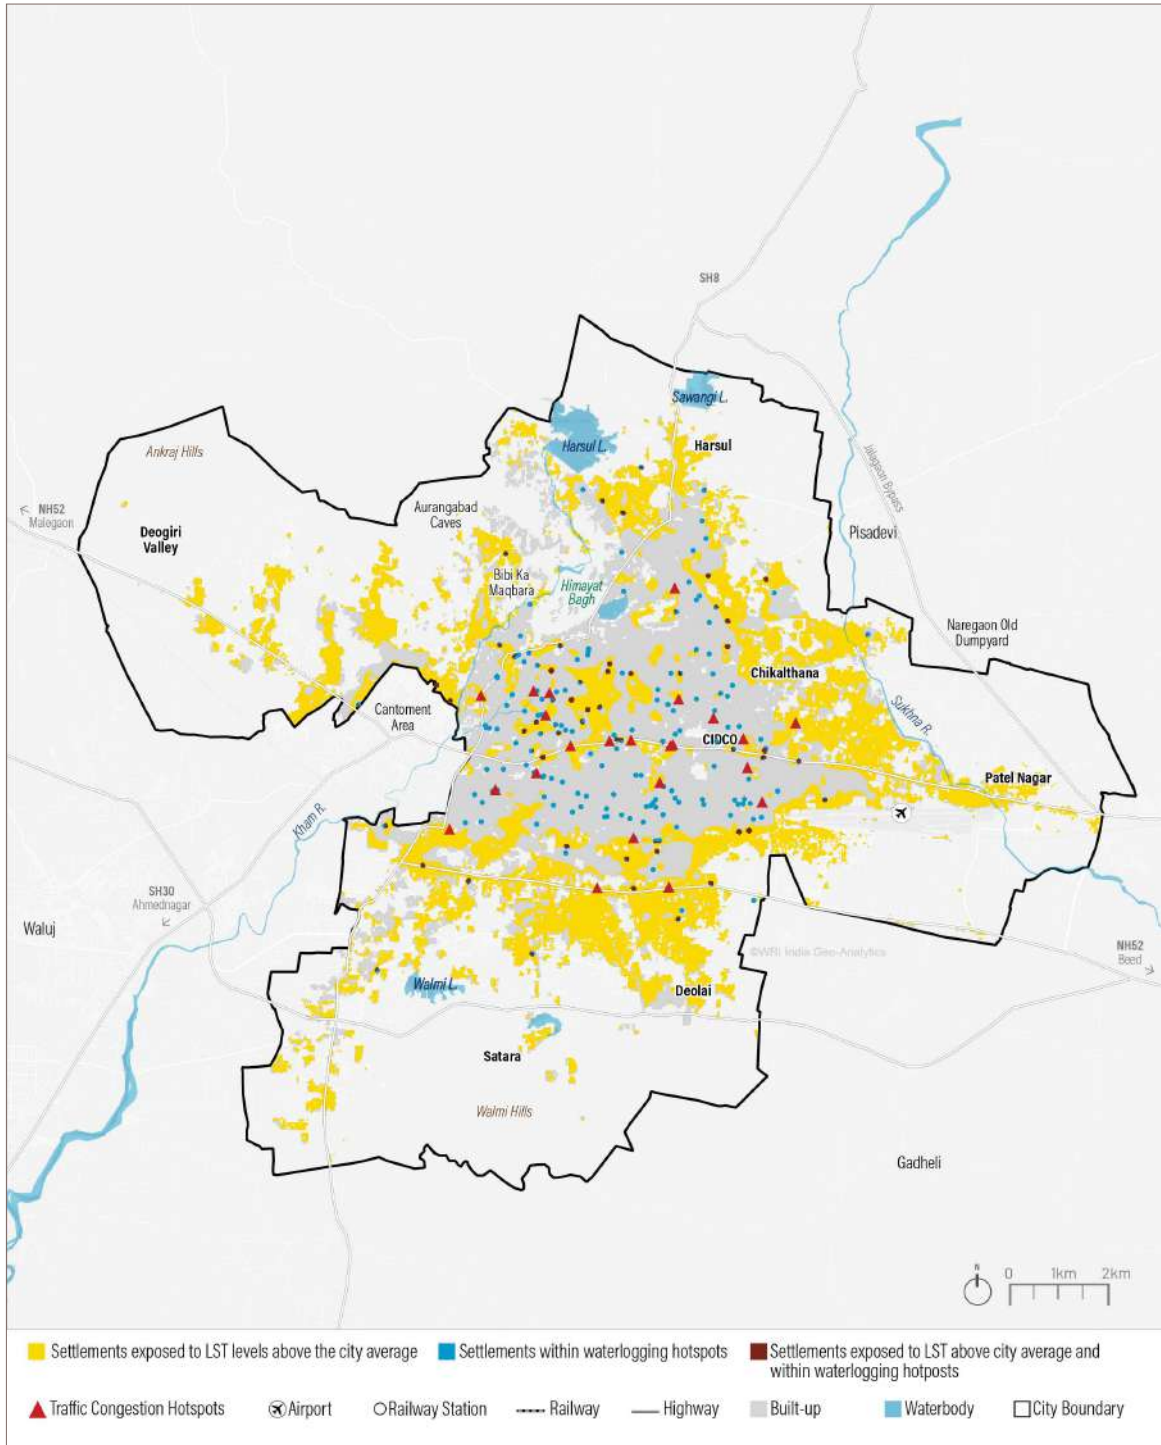 SH8
Sawangi L.
Harsul L.
Harsul
Ankraj Hills
Jalagaon Bypass
NH52
Malegaon
Aurangabad
Caves
Deogiri
Valley
Pisadevi
Bibi Ka
Maqbara
Himayat
Bagh
Naregaon Old
Dumpyard
Chikalthana
Cantoment
Area
Sukhna R.
CIDCO
Patel Nagar
Kham R.
SH30
Ahmednagar
Waluj
©WRI India Geo-Analytics
NH52
Beed
Walmi L.
Deolai
Satara
Walmi Hills
Gadheli
N
0 1km 2km
Settlements exposed to LST levels above the city average
Settlements within waterlogging hotspots
Settlements exposed to LST above city average and
within waterlogging hotposts
Traffic Congestion Hotspots
Airport
Railway Station
Railway
Highway
Built-up
Waterbody
City Boundary